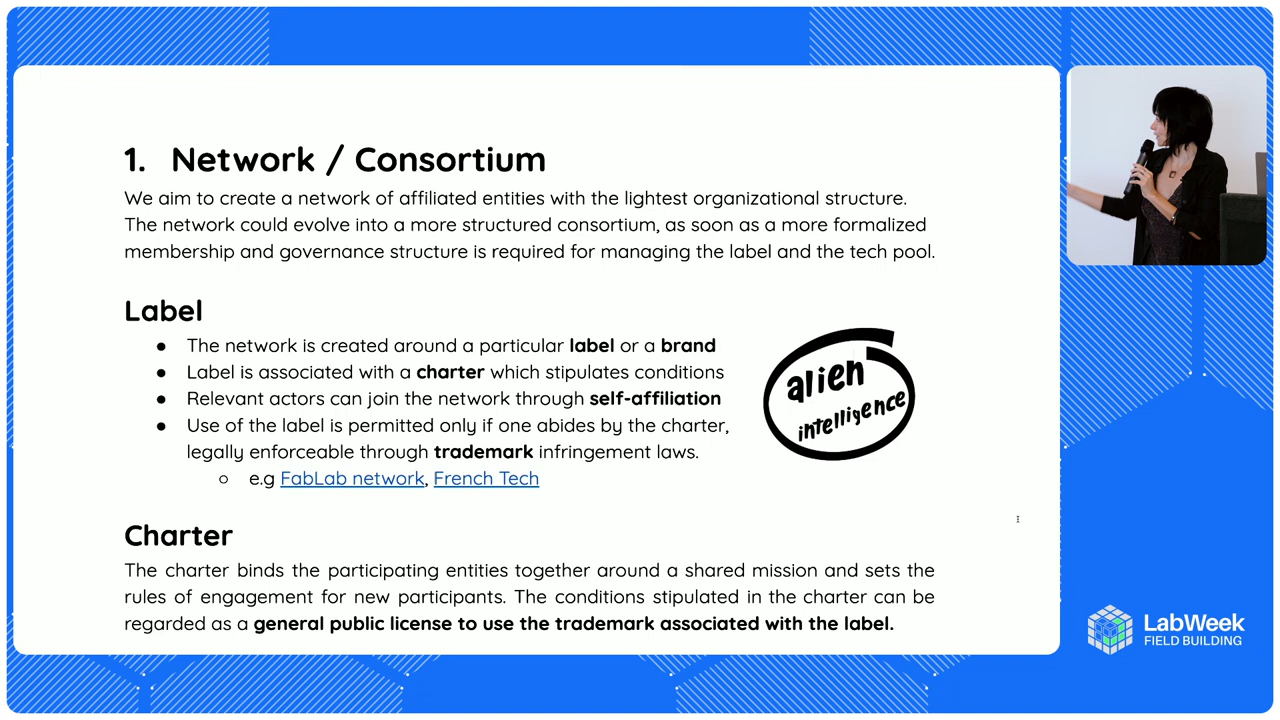 1. Network / Consortium
We aim to create a network of affiliated entities with the lightest organizational structure.
The network could evolve into a more structured consortium, as soon as a more formalized
membership and governance structure is required for managing the label and the tech pool.
Label
● The network is created around a particular label or a brand
● Label is associated with a charter which stipulates conditions
● Relevant actors can join the network through self-affiliation
● Use of the label is permitted only if one abides by the charter,
legally enforceable through trademark infringement laws.
○ e.g FabLab network, French Tech
alien
intelligence
Charter
The charter binds the participating entities together around a shared mission and sets the
rules of engagement for new participants. The conditions stipulated in the charter can be
regarded as a general public license to use the trademark associated with the label.
LabWeek
FIELD BUILDING